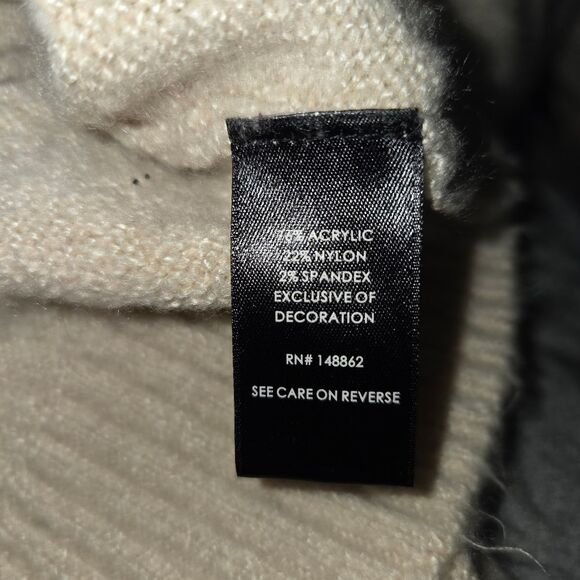 ACRYLIC
22% NYLON
2% SPANDEX
EXCLUSIVE OF
DECORATION
RN# 148862
SEE CARE ON REVERSE